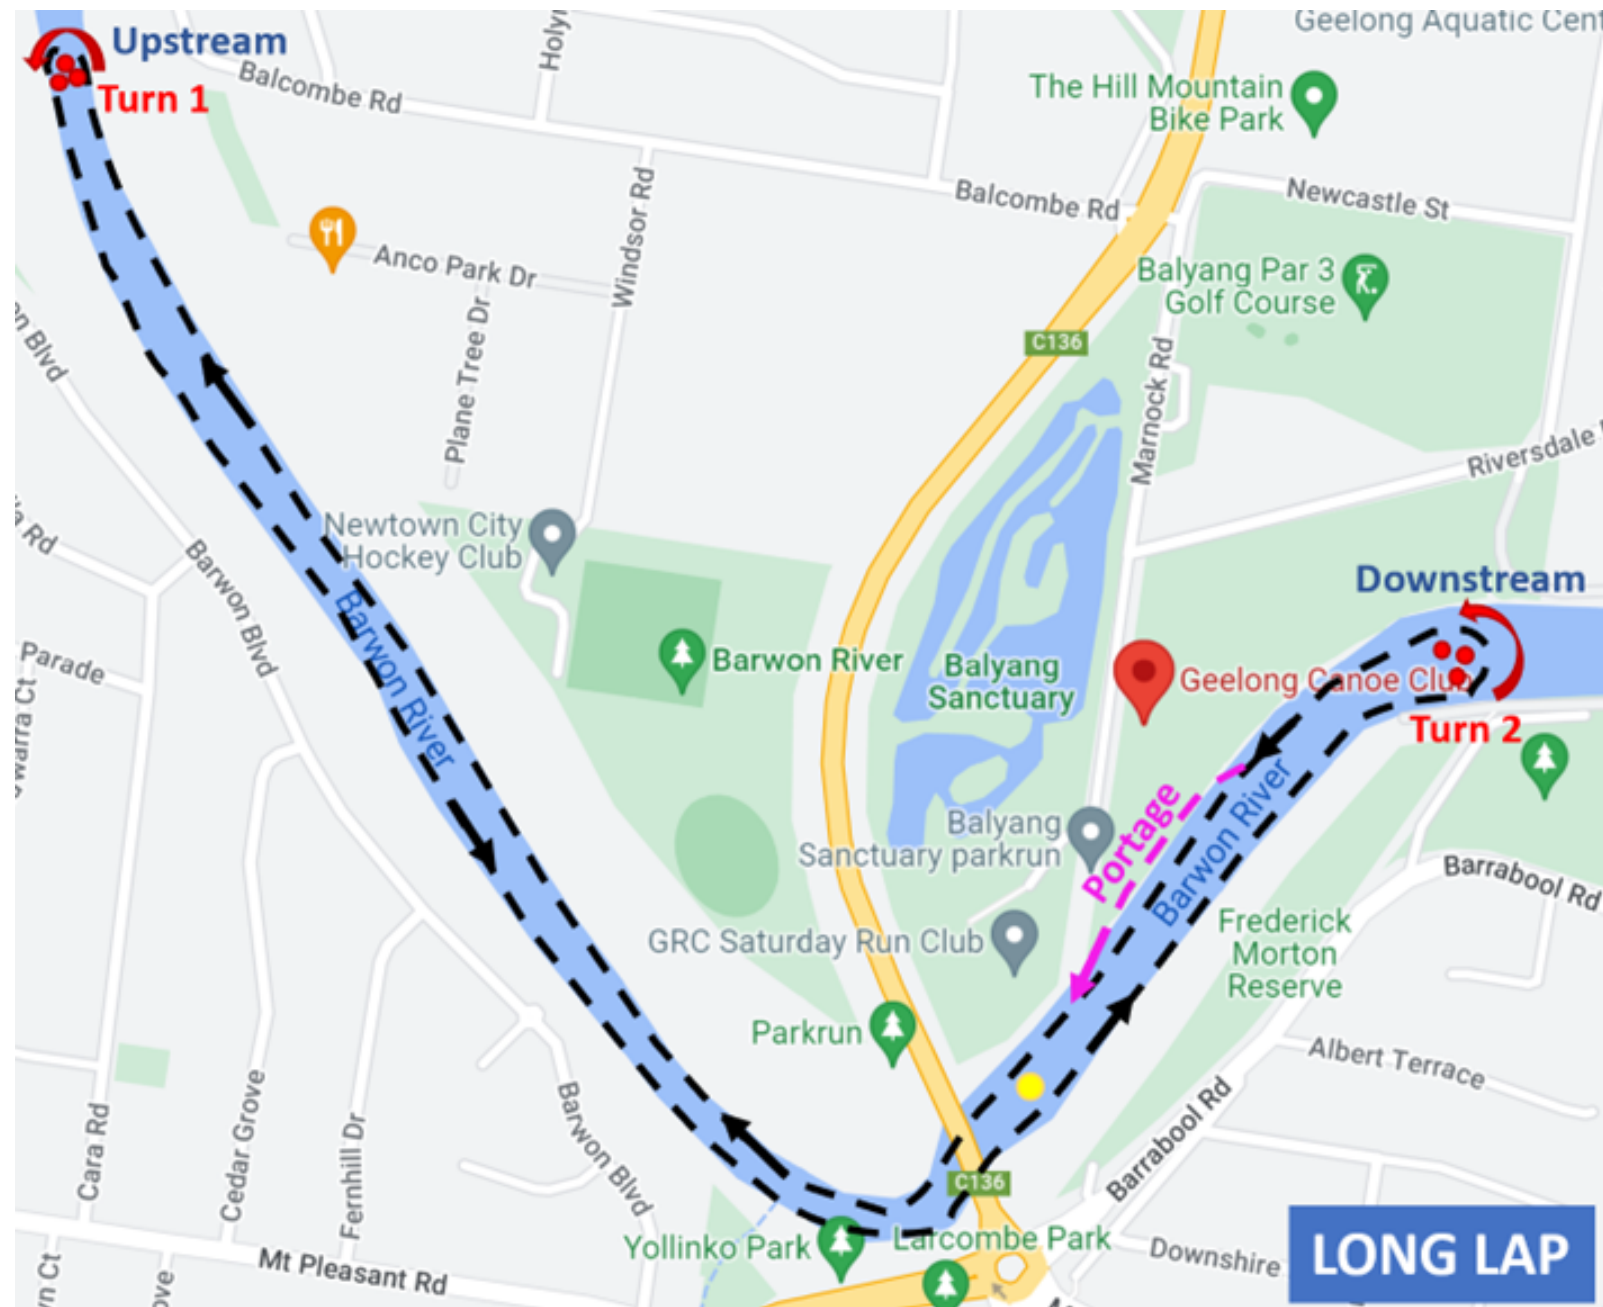 Geelong Aquatic Cent
Upstream
Turn 1
Balcombe Rd
Holy
The Hill Mountain
Bike Park
Balcombe Rd
Newcastle St
Windsor Rd
Anco Park Dr
Plane Tree Dr
Balyang Par 3
Golf Course
C136
Marnock Rd
Riversdale
on Blvd
Rd
Newtown City
Hockey Club
Barwon Blvd
Barwon River
Barwon River
Downstream
Balyang
Sanctuary
Geelong Canoe Club
Turn 2
Parade
owarra Ct
Portage
Barwon River
Balyang
Sanctuary parkrun
Barrabool Rd
GRC Saturday Run Club
Frederick
Morton
Reserve
Parkrun
Albert Terrace
Cara Rd
Cedar Grove
Fernhill Dr
Barwon Blvd
Barrabool Rd
C136
Yollinko Park
Larcombe Park
Downshire
Mt Pleasant Rd
wn Ct
ove
LONG LAP